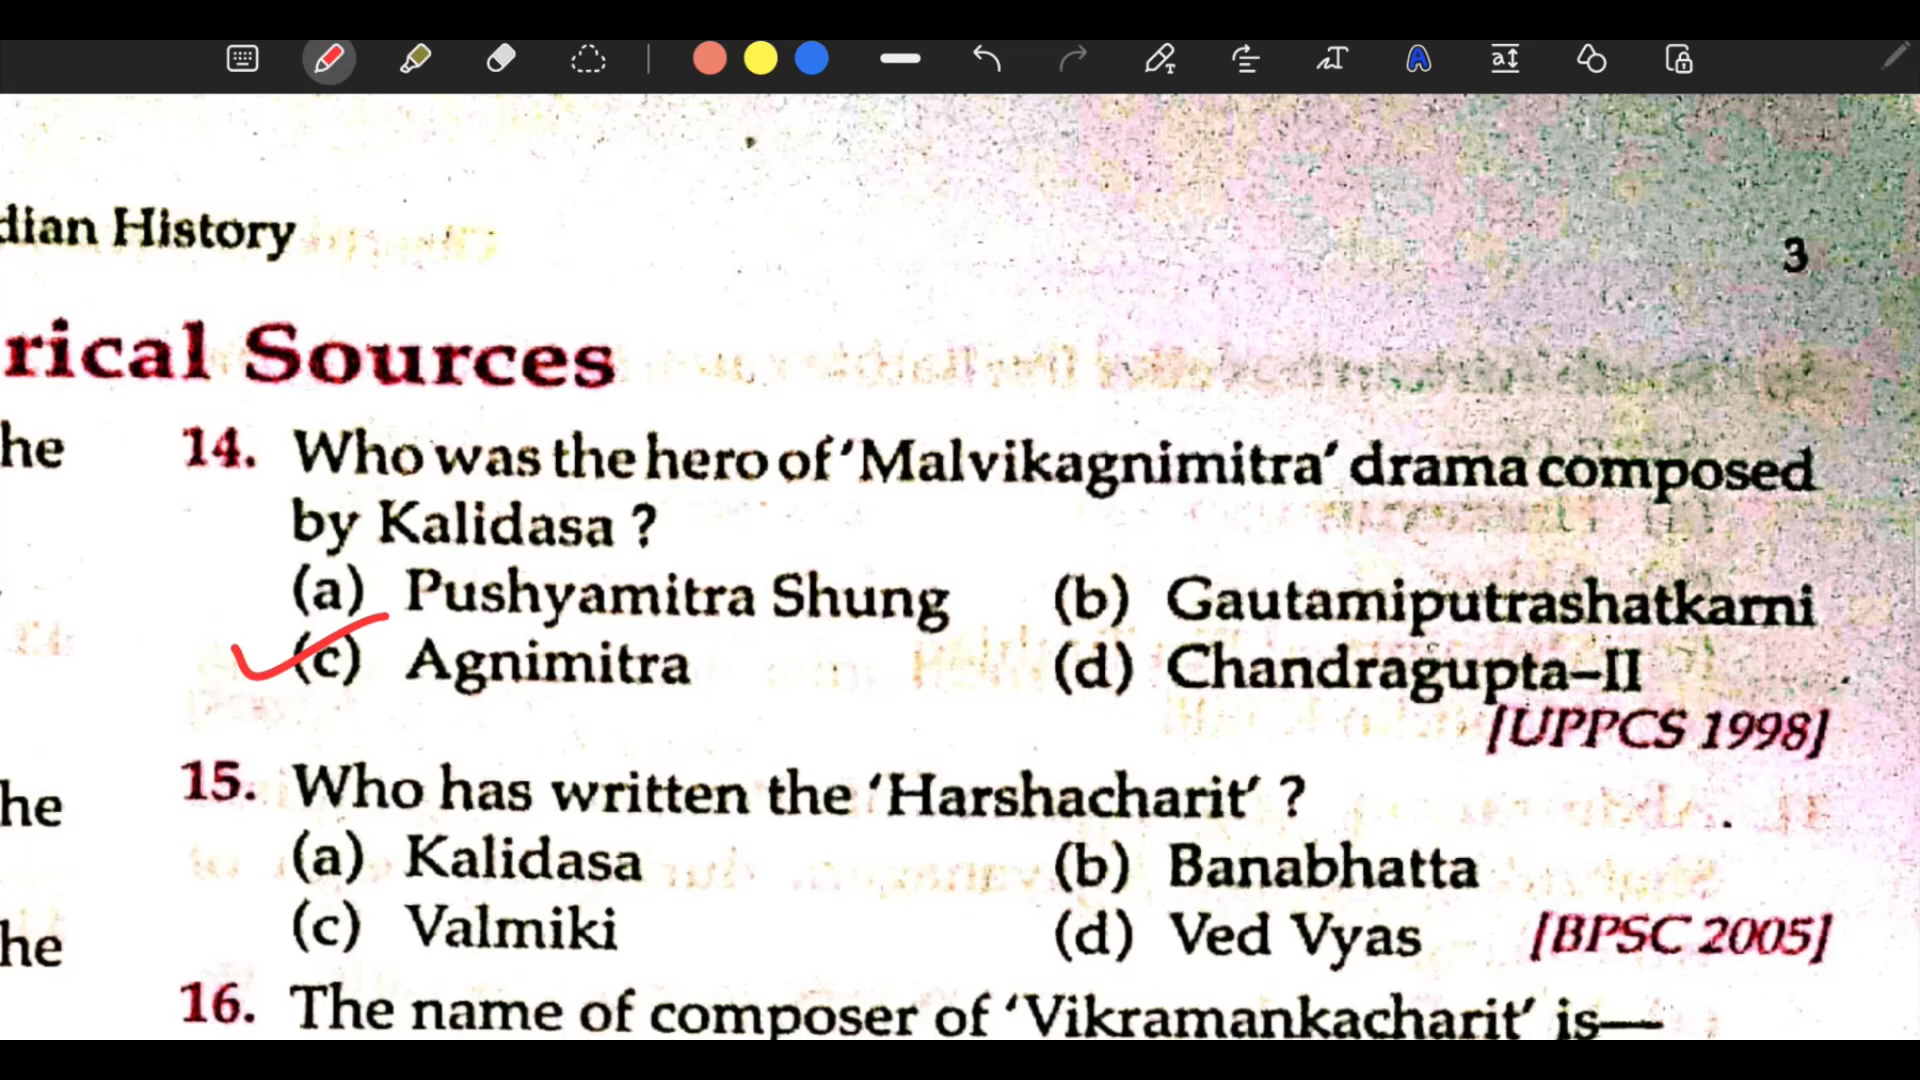 dian History
3
rical Sources
he
14. Who was the hero of 'Malvikagnimitra' drama composed
by Kalidasa ?
(a) Pushyamitra Shung (b) Gautamiputrashatkarni
(c) Agnimitra (d) Chandragupta–II
[UPPCS 1998]
he
15. Who has written the 'Harshacharit' ?
(a) Kalidasa (b) Banabhatta
he
(c) Valmiki (d) Ved Vyas [BPSC 2005]
16. The name of composer of 'Vikramankacharit' is—